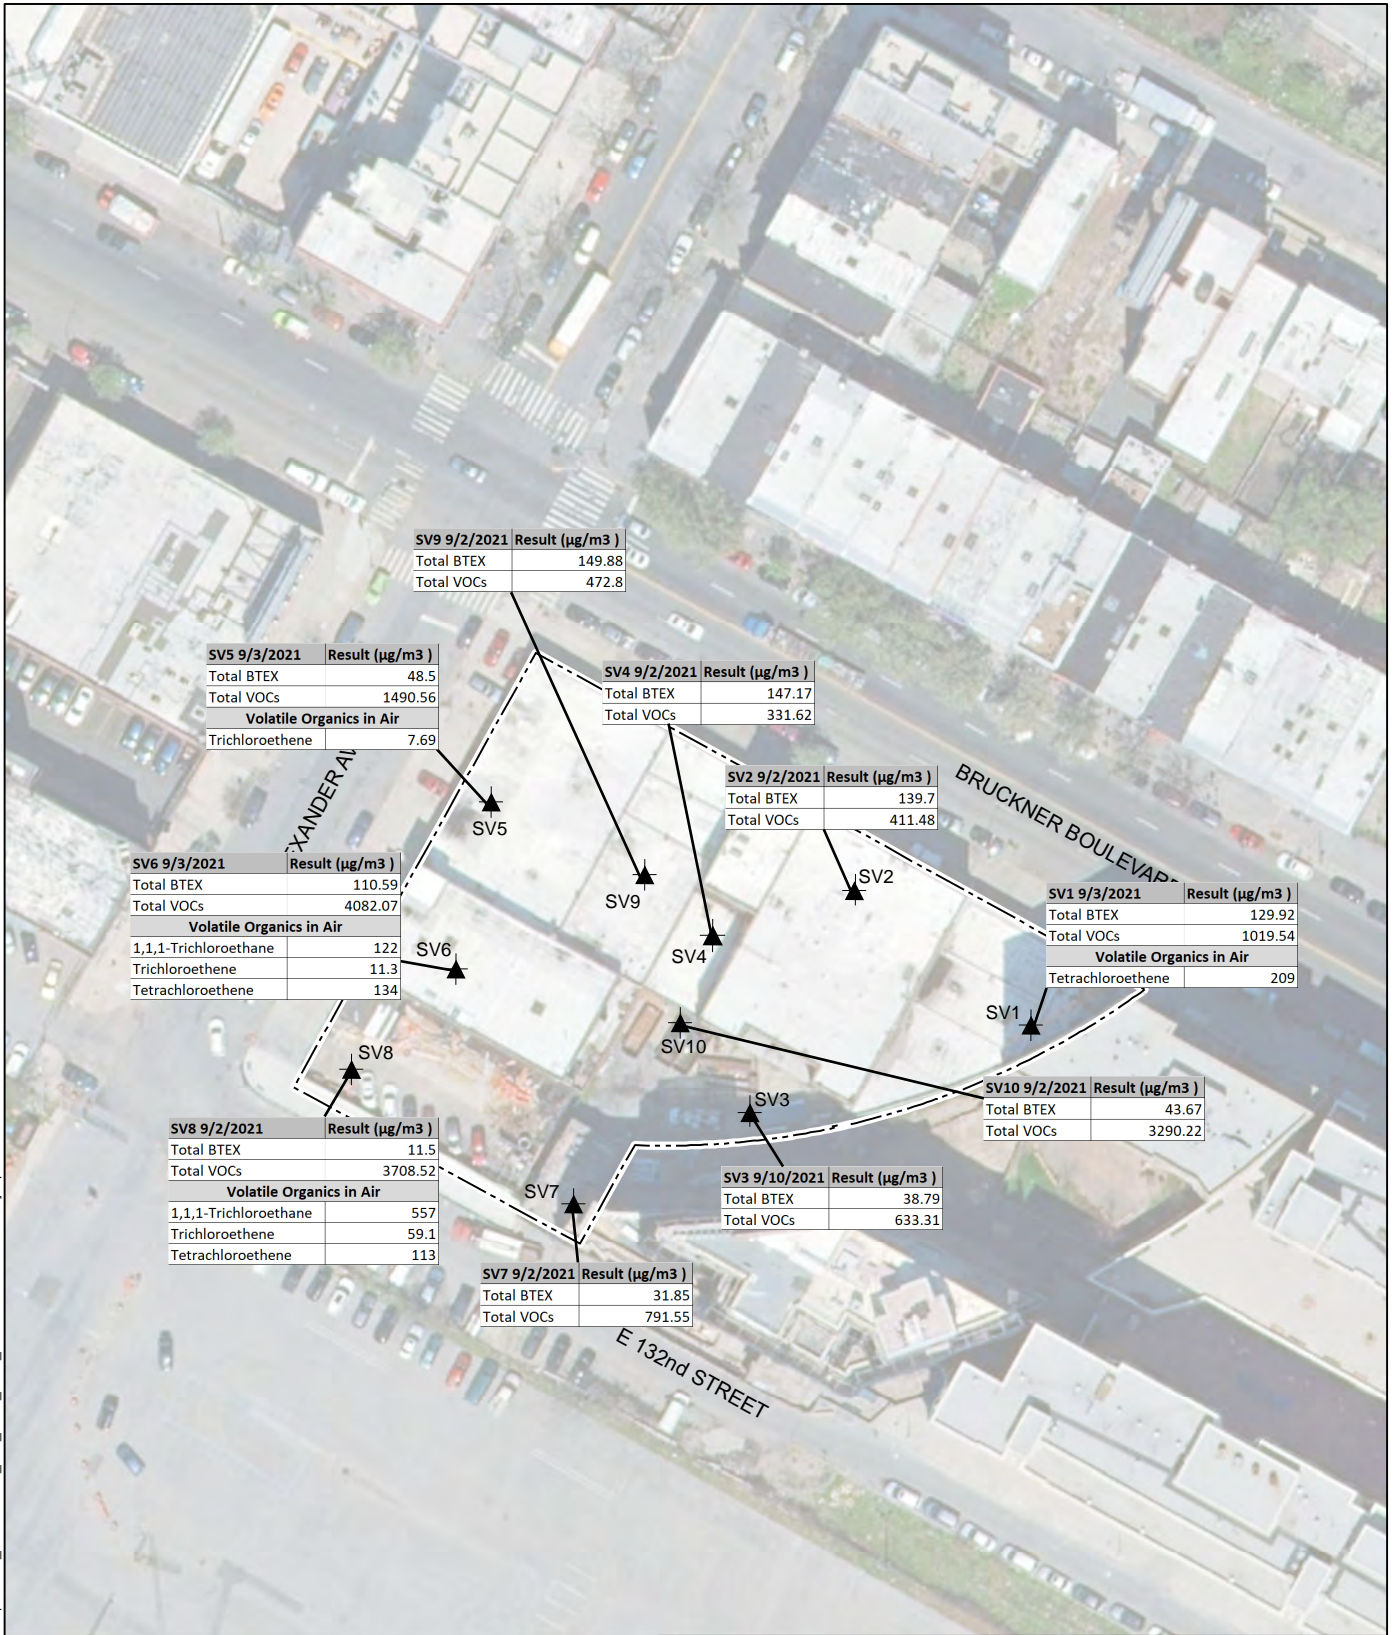 SV9 9/2/2021 Result (µg/m3 )
Total BTEX 149.88
Total VOCs 472.8
SV5 9/3/2021 Result (µg/m3 )
Total BTEX 48.5
Total VOCs 1490.56
Volatile Organics in Air
Trichloroethene 7.69
SV4 9/2/2021 Result (µg/m3 )
Total BTEX 147.17
Total VOCs 331.62
SV2 9/2/2021 Result (µg/m3 )
Total BTEX 139.7
Total VOCs 411.48
BRUCKNER BOULEVARD
XANDER AV
SV5
SV6 9/3/2021 Result (µg/m3 )
Total BTEX 110.59
Total VOCs 4082.07
Volatile Organics in Air
1,1,1-Trichloroethane 122
Trichloroethene 11.3
Tetrachloroethene 134
SV9
SV2
SV1 9/3/2021 Result (µg/m3 )
Total BTEX 129.92
Total VOCs 1019.54
Volatile Organics in Air
Tetrachloroethene 209
SV6
SV4
SV1
SV10
SV8
SV3
SV10 9/2/2021 Result (µg/m3 )
Total BTEX 43.67
Total VOCs 3290.22
SV8 9/2/2021 Result (µg/m3 )
Total BTEX 11.5
Total VOCs 3708.52
Volatile Organics in Air
1,1,1-Trichloroethane 557
Trichloroethene 59.1
Tetrachloroethene 113
SV7
SV3 9/10/2021 Result (µg/m3 )
Total BTEX 38.79
Total VOCs 633.31
SV7 9/2/2021 Result (µg/m3 )
Total BTEX 31.85
Total VOCs 791.55
E 132nd STREET